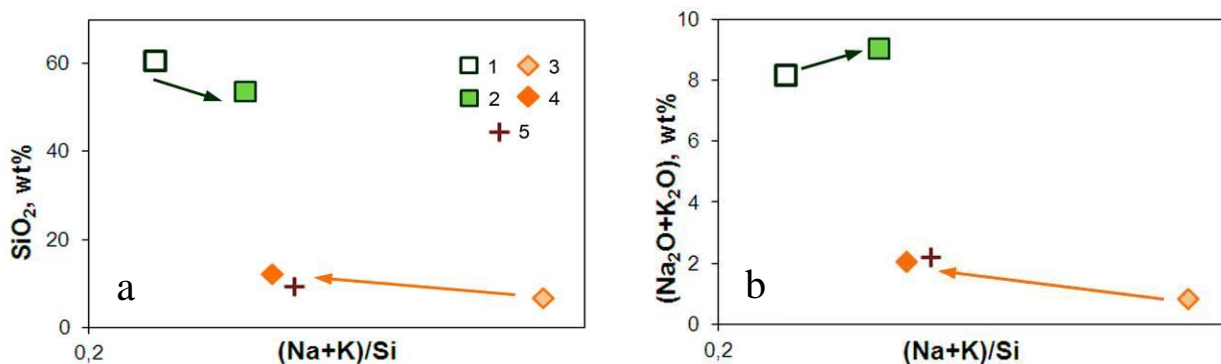 SiO₂, wt%
60
40
20
0
0,2
(Na+K)/Si
a
1
3
2
4
5
(Na₂O+K₂O), wt%
10
8
6
4
2
0
0,2
(Na+K)/Si
b